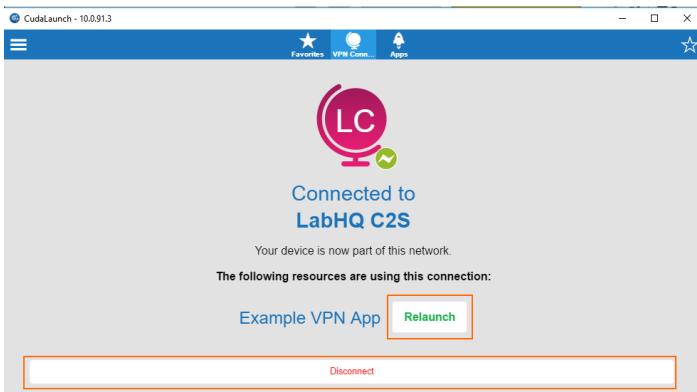 CudaLaunch - 10.0.91.3
Favorites VPN Conn... Apps
LC
Connected to
LabHQ C2S
Your device is now part of this network.
The following resources are using this connection:
Example VPN App Relaunch
Disconnect